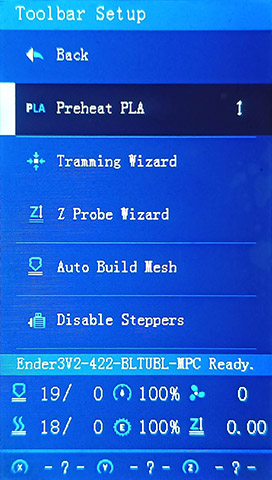 Toolbar Setup
Back
PLA Preheat PLA
Tramming Wizard
Z Probe Wizard
Auto Build Mesh
Disable Steppers
Ender3V2-422-BLTUBL-MPC Ready.
19/ 0 100% 0
18/ 0 E 100% Z 0.00
X -?- Y -?- Z -?-